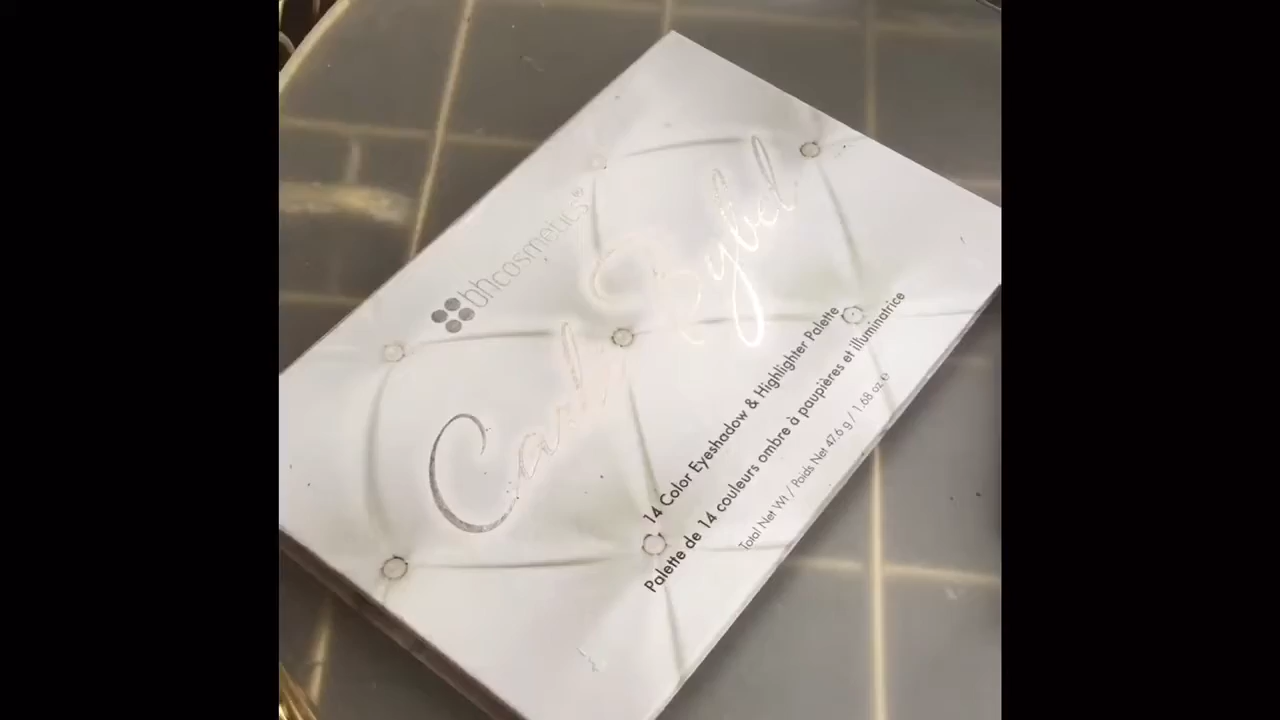 bhcosmetics®
Carli Bybel
14 Color Eyeshadow & Highlighter Palette
Palette de 14 couleurs ombre à paupières et illuminatrice
Total Net Wt / Poids Net 47.6 g / 1.68 oz e